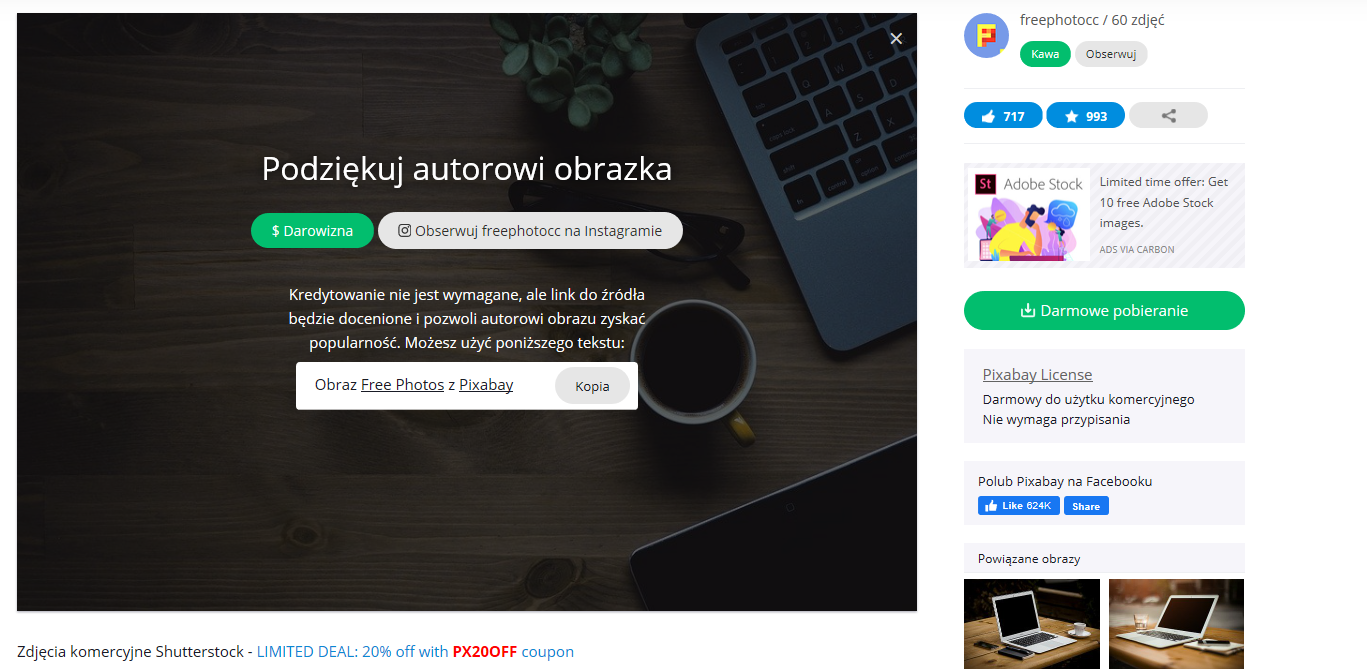 freephotocc / 60 zdjęć
Kawa
Obserwuj
Podziękuj autorowi obrazka
$ Darowizna
Obserwuj freephotocc na Instagramie
Kredytowanie nie jest wymagane, ale link do źródła
będzie docenione i pozwoli autorowi obrazu zyskać
popularność. Możesz użyć poniższego tekstu:
Obraz Free Photos z Pixabay
Kopia
717
993
St Adobe Stock
Limited time offer: Get
10 free Adobe Stock
images.
ADS VIA CARBON
Darmowe pobieranie
Pixabay License
Darmowy do użytku komercyjnego
Nie wymaga przypisania
Polub Pixabay na Facebooku
Like 624K
Share
Powiązane obrazy
Zdjęcia komercyjne Shutterstock - LIMITED DEAL: 20% off with PX20OFF coupon